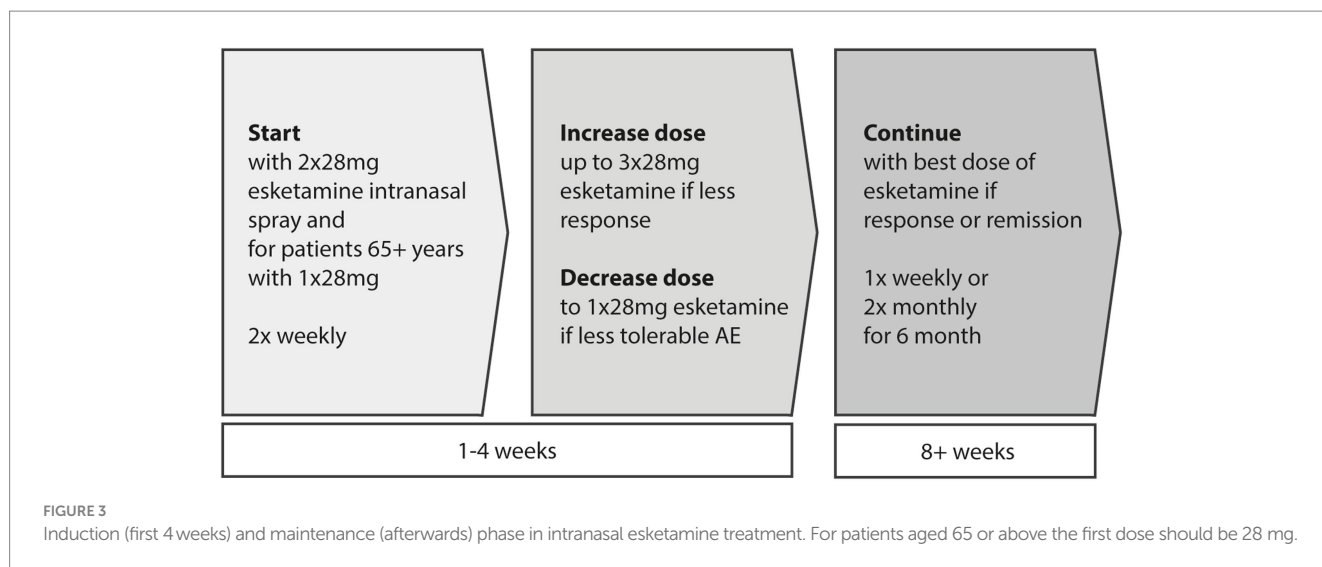 Start
with 2x28mg
esketamine intranasal
spray and
for patients 65+ years
with 1x28mg
2x weekly
Increase dose
up to 3x28mg
esketamine if less
response
Decrease dose
to 1x28mg esketamine
if less tolerable AE
Continue
with best dose of
esketamine if
response or remission
1x weekly or
2x monthly
for 6 month
1-4 weeks
8+ weeks
FIGURE 3
Induction (first 4 weeks) and maintenance (afterwards) phase in intranasal esketamine treatment. For patients aged 65 or above the first dose should be 28 mg.